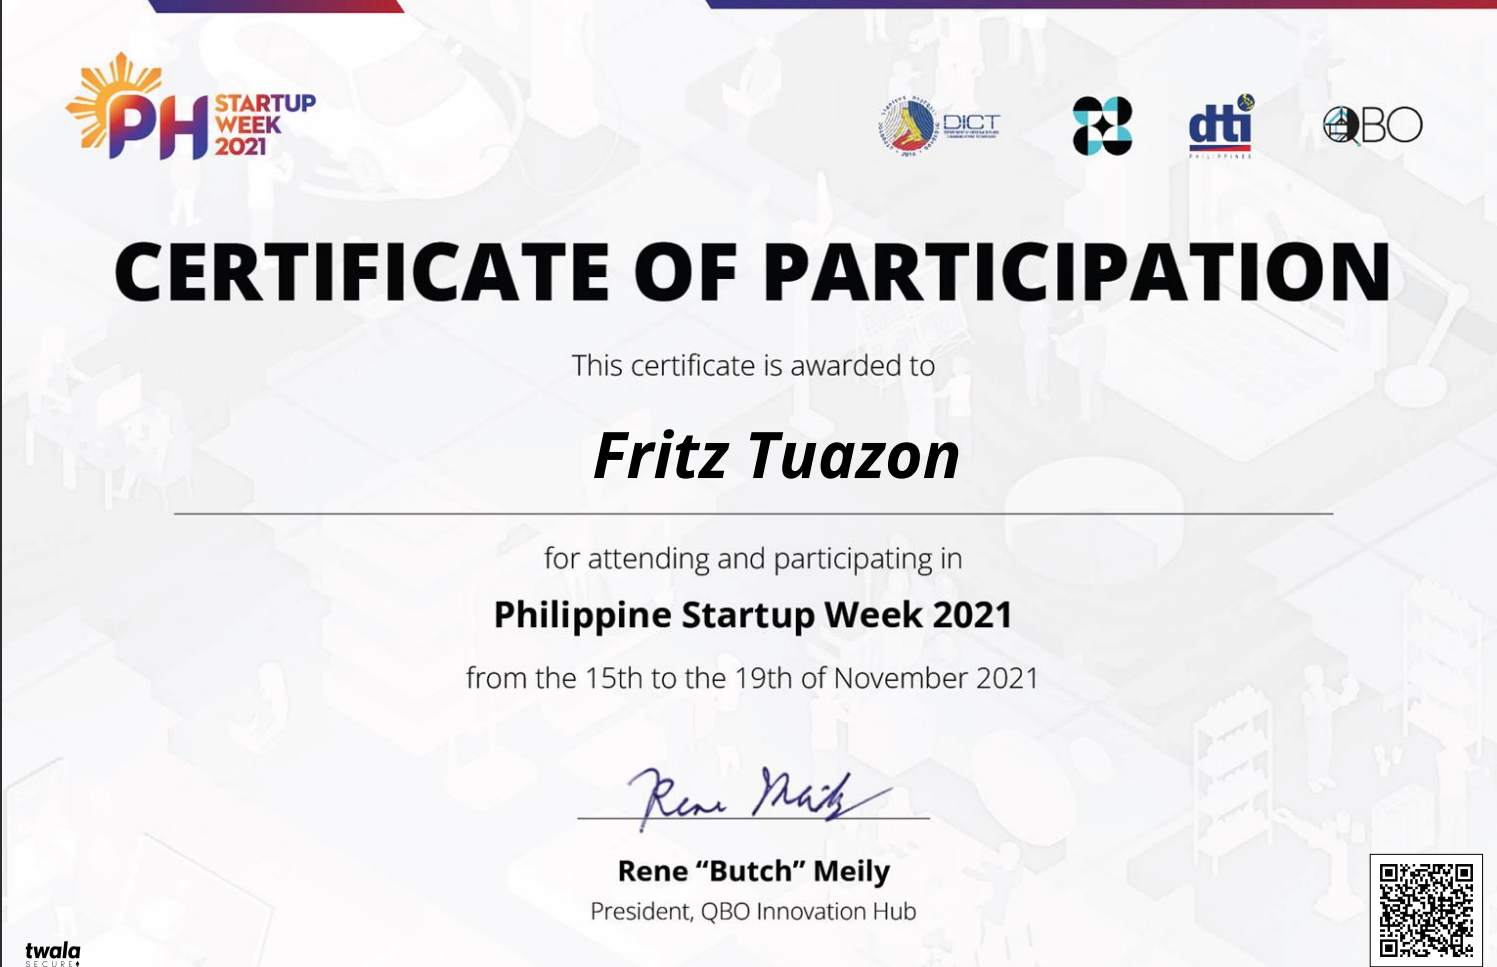 PH STARTUP
WEEK
2021
DICT
dti
PHILIPPINES
QBO
CERTIFICATE OF PARTICIPATION
This certificate is awarded to
Fritz Tuazon
for attending and participating in
Philippine Startup Week 2021
from the 15th to the 19th of November 2021
Rene Meily
Rene “Butch” Meily
President, QBO Innovation Hub
twala
SECURE